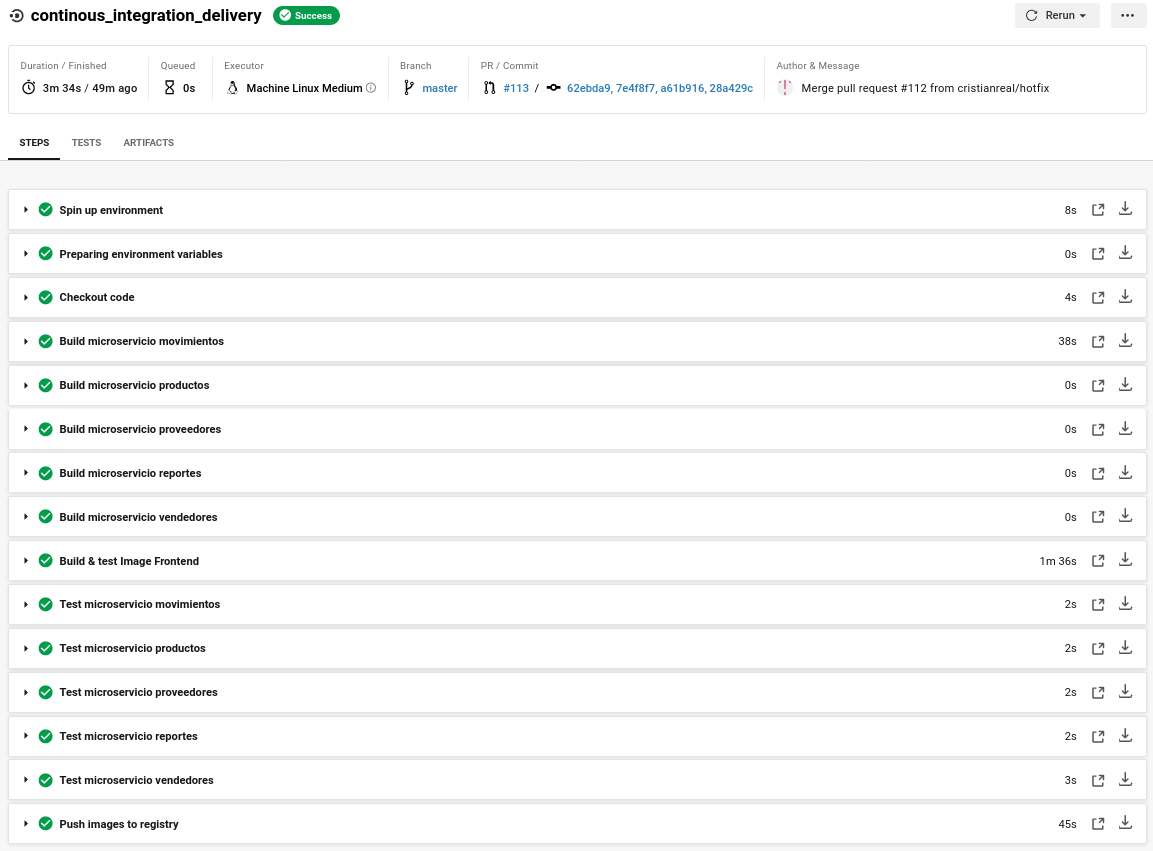 continous_integration_delivery Success Rerun
Duration / Finished Queued Executor Branch PR / Commit Author & Message
3m 34s / 49m ago 0s Machine Linux Medium master #113 / 62ebda9, 7e4f8f7, a61b916, 28a429c Merge pull request #112 from cristianreal/hotfix
STEPS TESTS ARTIFACTS
Spin up environment 8s
Preparing environment variables 0s
Checkout code 4s
Build microservicio movimientos 38s
Build microservicio productos 0s
Build microservicio proveedores 0s
Build microservicio reportes 0s
Build microservicio vendedores 0s
Build & test Image Frontend 1m 36s
Test microservicio movimientos 2s
Test microservicio productos 2s
Test microservicio proveedores 2s
Test microservicio reportes 2s
Test microservicio vendedores 3s
Push images to registry 45s